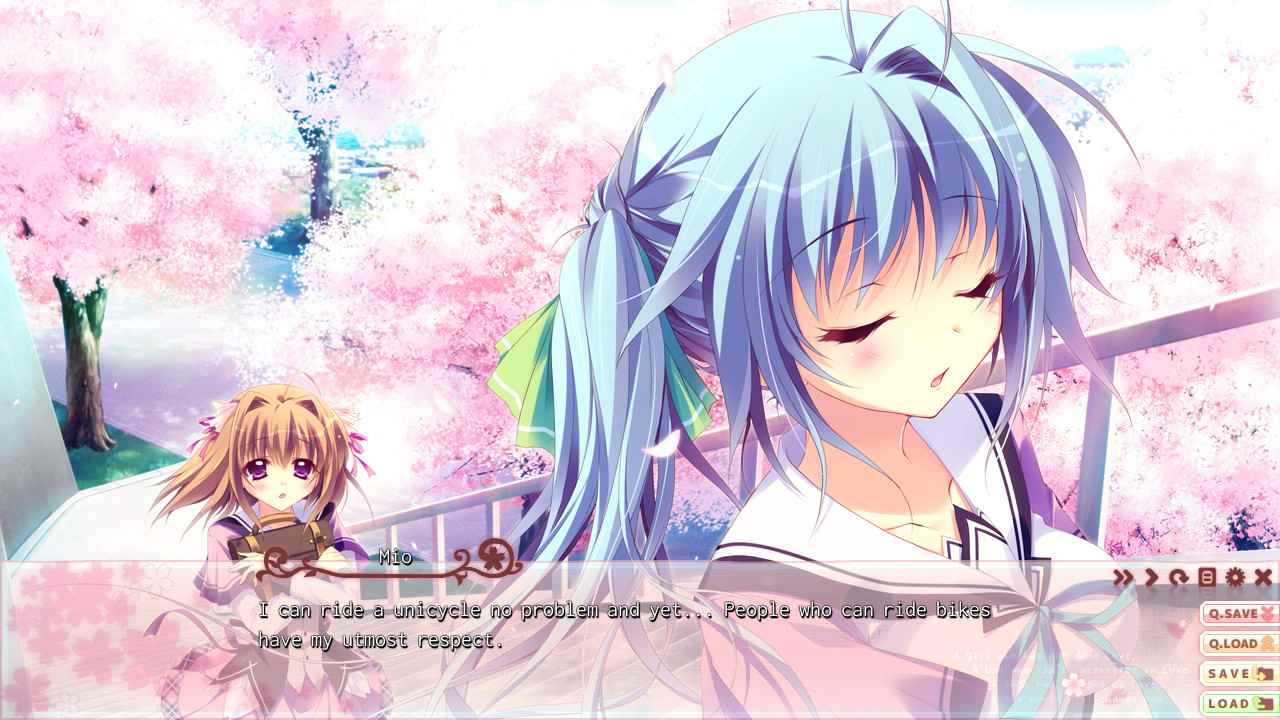 Mio
I can ride a unicycle no problem and yet... People who can ride bikes
have my utmost respect.
Q.SAVE
Q.LOAD
SAVE
LOAD